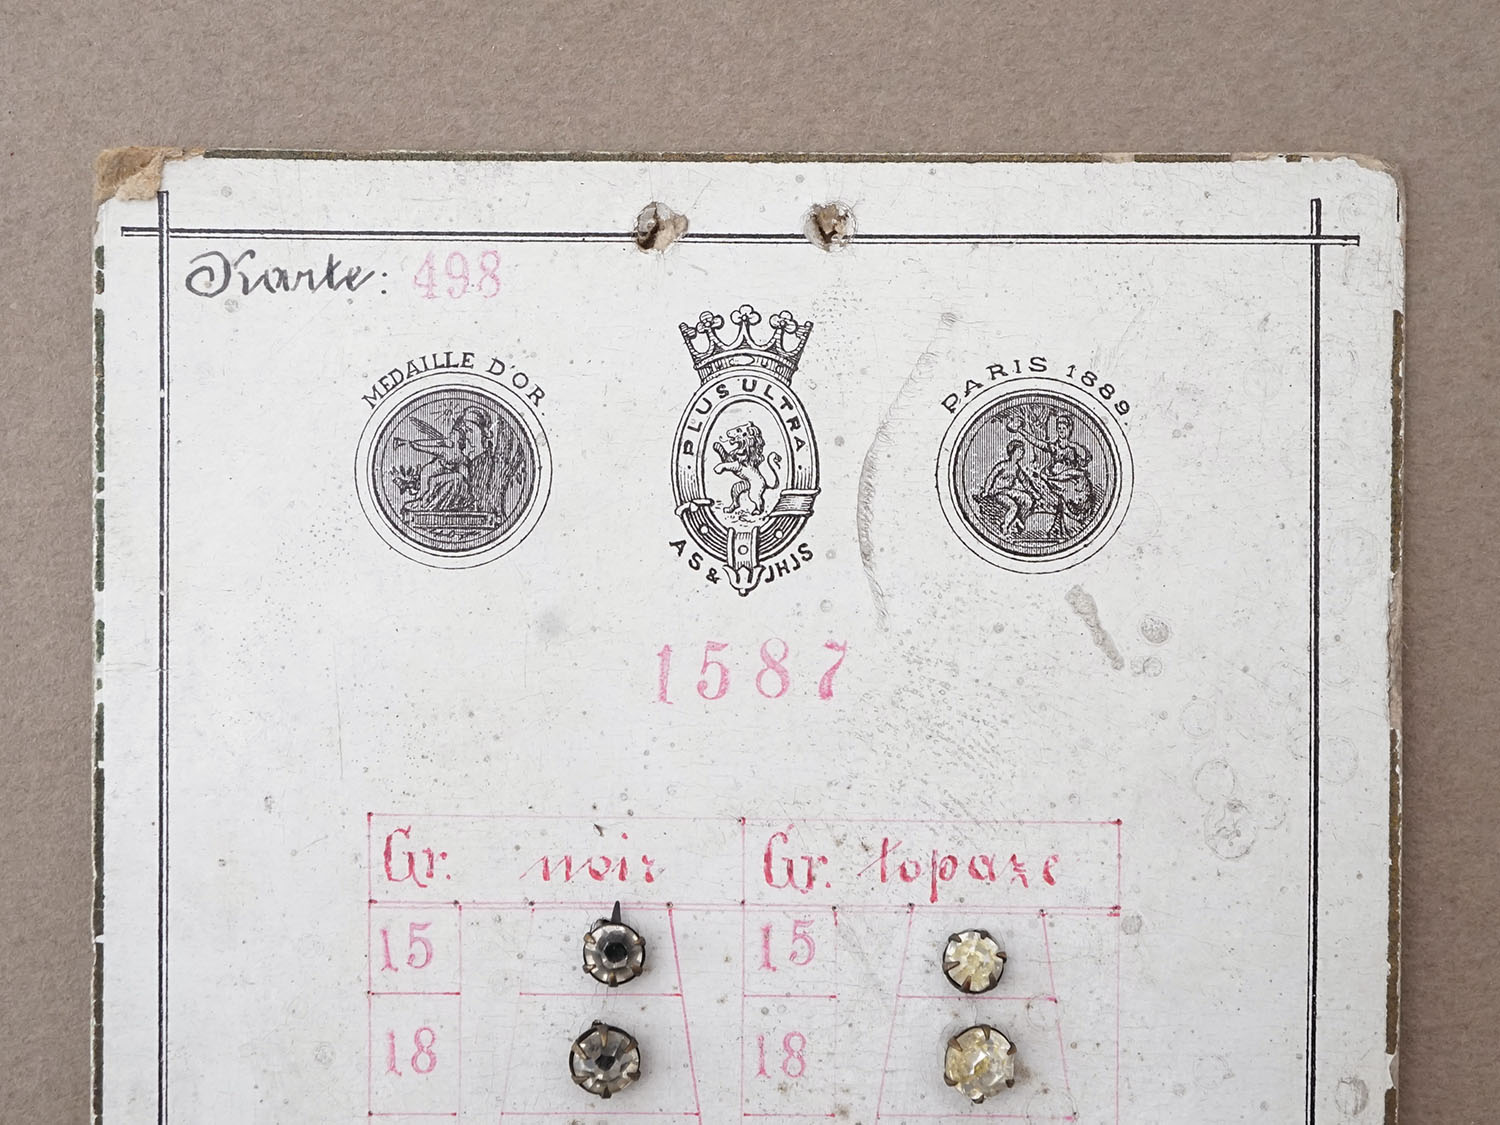 Karte: 498
MEDAILLE D'OR.
PLUS ULTRA
AS & JHJS
PARIS 1889.
1587
Gr. noir Gr. topaze
15 15
18 18